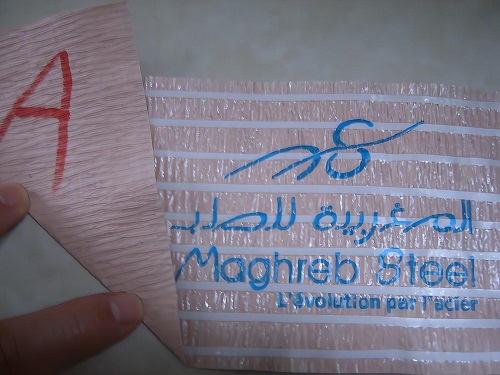 A
المغربية للصلب
Maghreb Steel
L'évolution par l'acier